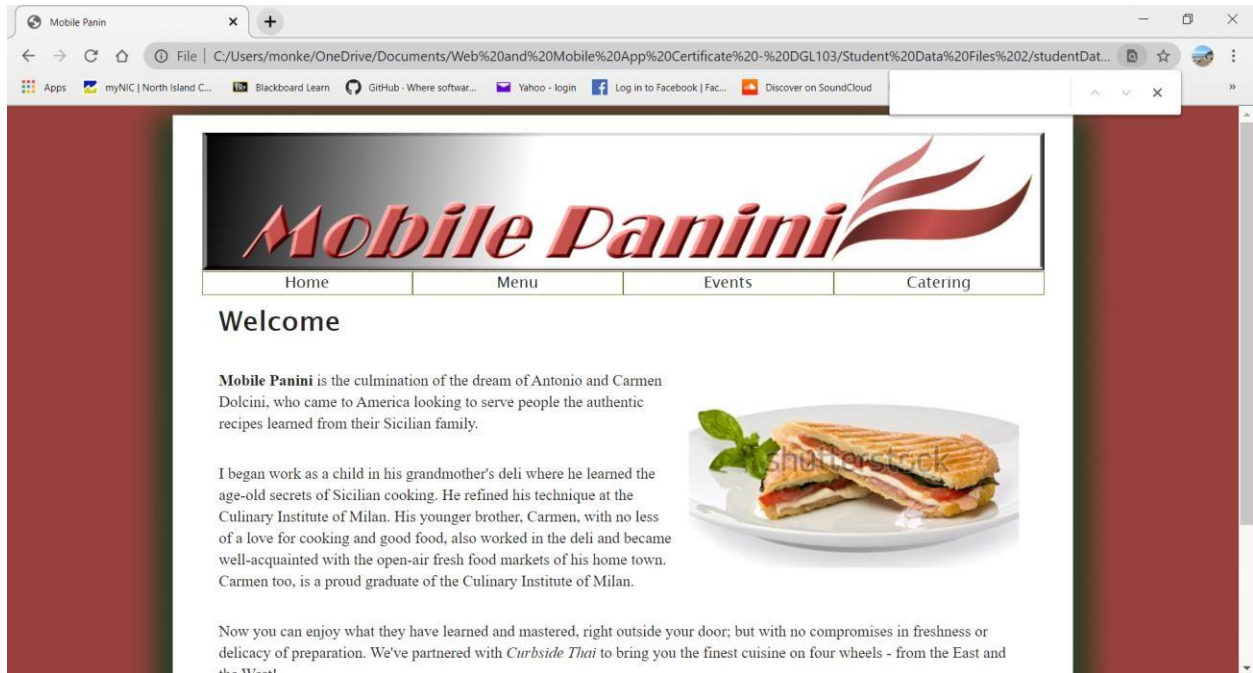 Mobile Panin
File | C:/Users/monke/OneDrive/Documents/Web%20and%20Mobile%20App%20Certificate%20-%20DGL103/Student%20Data%20Files%202/studentDat...
Apps myNIC | North Island C... Blackboard Learn GitHub · Where softwar... Yahoo - login Log in to Facebook | Fac... Discover on SoundCloud »
Mobile Panini
Home Menu Events Catering
Welcome
Mobile Panini is the culmination of the dream of Antonio and Carmen
Dolcini, who came to America looking to serve people the authentic
recipes learned from their Sicilian family.
I began work as a child in his grandmother's deli where he learned the
age-old secrets of Sicilian cooking. He refined his technique at the
Culinary Institute of Milan. His younger brother, Carmen, with no less
of a love for cooking and good food, also worked in the deli and became
well-acquainted with the open-air fresh food markets of his home town.
Carmen too, is a proud graduate of the Culinary Institute of Milan.
shutterstock
Now you can enjoy what they have learned and mastered, right outside your door; but with no compromises in freshness or
delicacy of preparation. We've partnered with Curbside Thai to bring you the finest cuisine on four wheels - from the East and
the West!